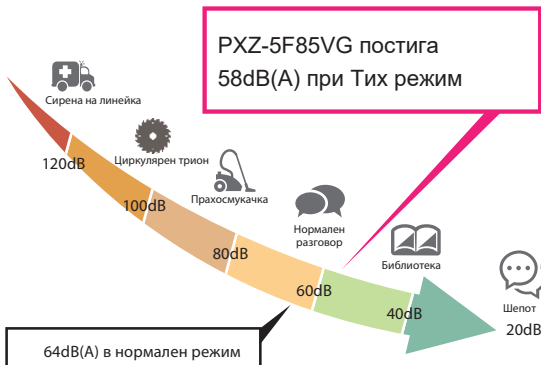 PXZ-5F85VG постига
58dB(A) при Тих режим
Сирена на линейка
120dB
Циркулярен трион
100dB
Прахосмукачка
80dB
Нормален
разговор
60dB
Библиотека
40dB
Шепот
20dB
64dB(A) в нормален режим